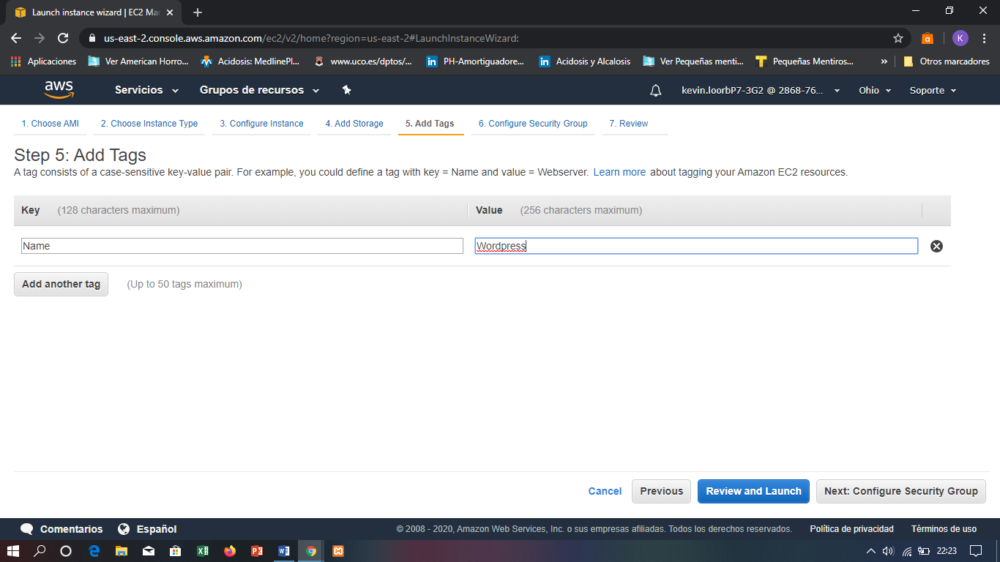 Launch instance wizard | EC2 Mar
us-east-2.console.aws.amazon.com/ec2/v2/home?region=us-east-2#LaunchInstanceWizard:
K
Aplicaciones Ver American Horro... Acidosis: MedlinePl... www.uco.es/dptos/... PH-Amortiguadore... Acidosis y Alcalosis Ver Pequeñas menti... Pequeñas Mentiros... » Otros marcadores
aws Servicios Grupos de recursos kevin.loorbP7-3G2 @ 2868-76... Ohio Soporte
1. Choose AMI 2. Choose Instance Type 3. Configure Instance 4. Add Storage 5. Add Tags 6. Configure Security Group 7. Review
Step 5: Add Tags
A tag consists of a case-sensitive key-value pair. For example, you could define a tag with key = Name and value = Webserver. Learn more about tagging your Amazon EC2 resources.
Key (128 characters maximum) Value (256 characters maximum)
Name Wordpress
Add another tag (Up to 50 tags maximum)
Cancel Previous Review and Launch Next: Configure Security Group
Comentarios Español © 2008 - 2020, Amazon Web Services, Inc. o sus empresas afiliadas. Todos los derechos reservados. Política de privacidad Términos de uso
22:23